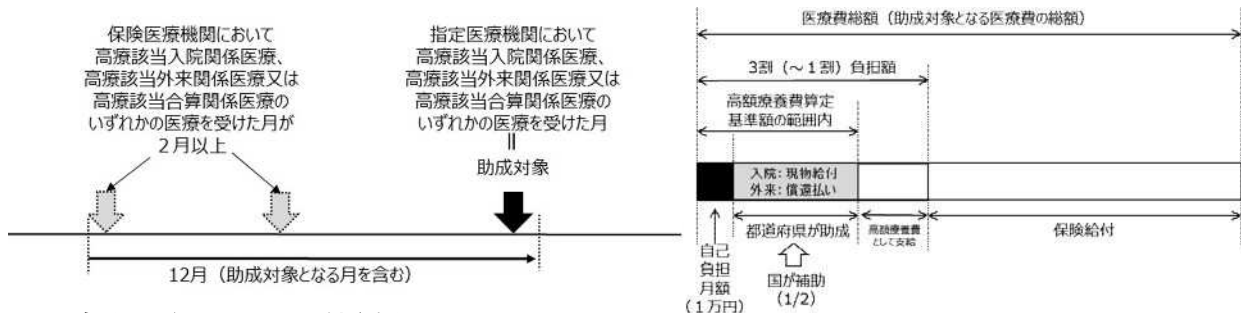 保険医療機関において
高療該当入院関係医療、
高療該当外来関係医療又は
高療該当合算関係医療の
いずれかの医療を受けた月が
２月以上
指定医療機関において
高療該当入院関係医療、
高療該当外来関係医療又は
高療該当合算関係医療の
いずれかの医療を受けた月
॥
助成対象
12月（助成対象となる月を含む）
医療費総額（助成対象となる医療費の総額）
3割（～１割）負担額
高額療養費算定
基準額の範囲内
入院：現物給付
外来：償還払い
都道府県が助成
高額療養費
として支給
保険給付
自己
負担
月額
（１万円）
国が補助
(1/2)